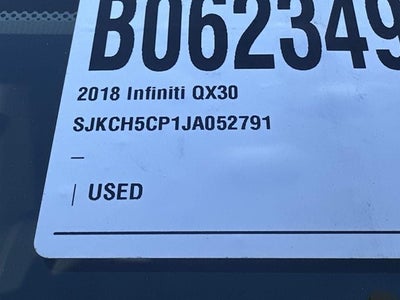 B062349
2018 Infiniti QX30
SJKCH5CP1JA052791
—
| USED